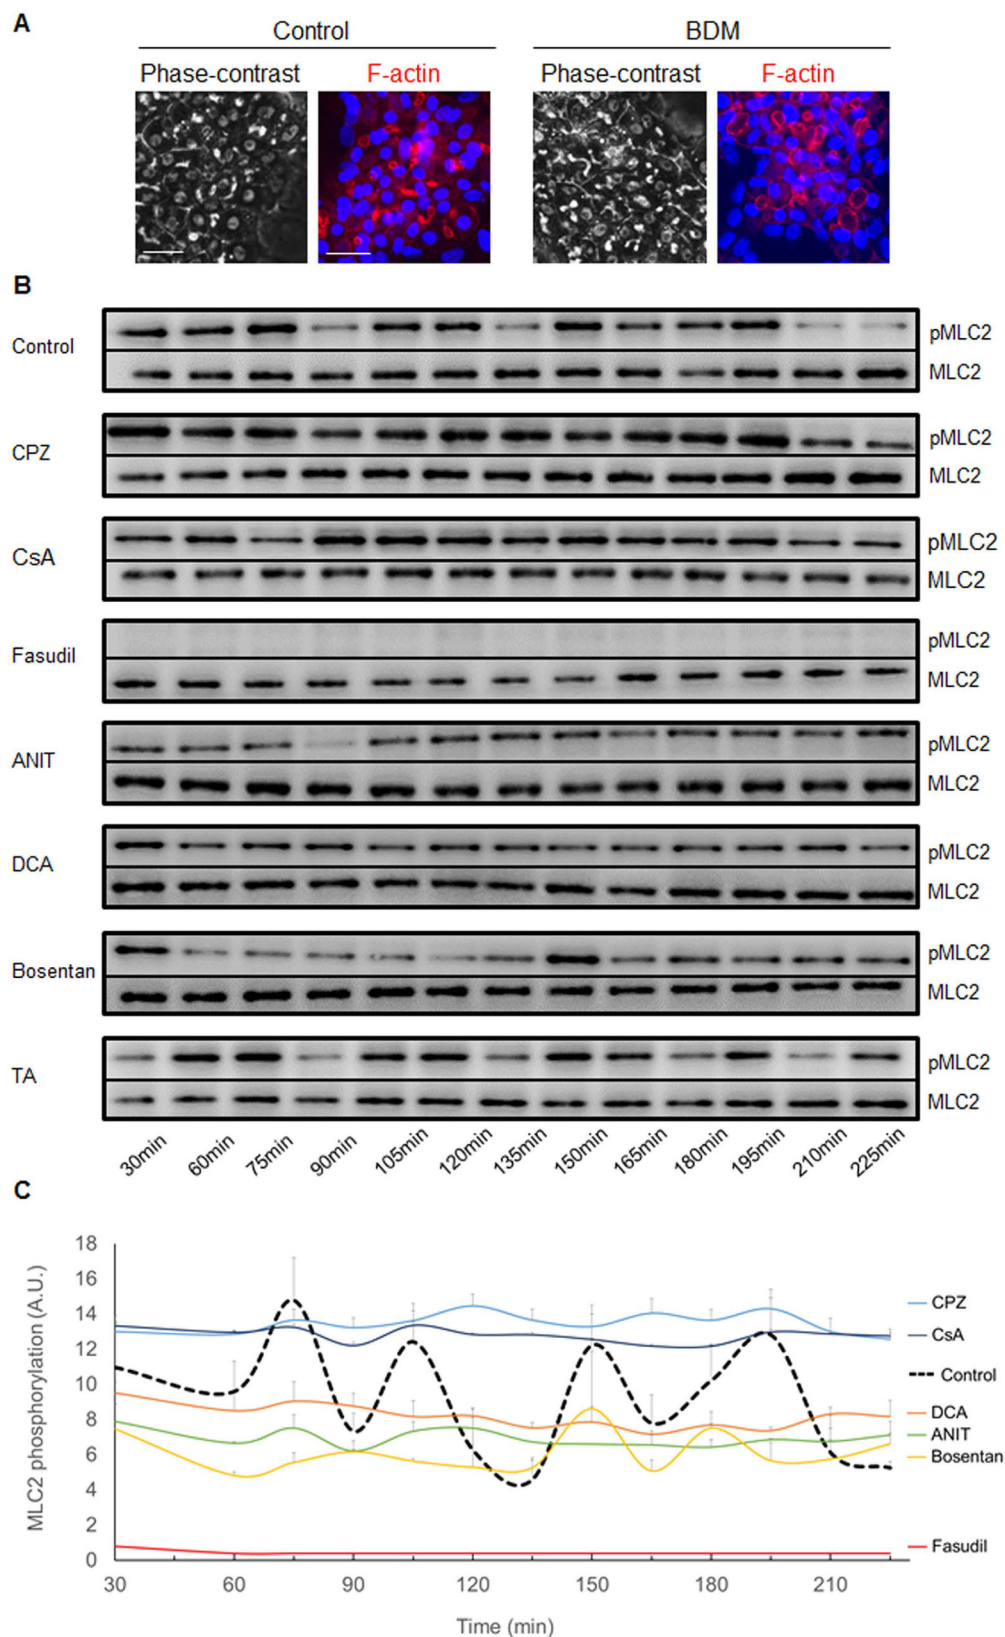 A
Control BDM
Phase-contrast F-actin Phase-contrast F-actin
B
Control pMLC2
MLC2
CPZ pMLC2
MLC2
CsA pMLC2
MLC2
Fasudil pMLC2
MLC2
ANIT pMLC2
MLC2
DCA pMLC2
MLC2
Bosentan pMLC2
MLC2
TA pMLC2
MLC2
30min 60min 75min 90min 105min 120min 135min 150min 165min 180min 195min 210min 225min
C
MLC2 phosphorylation (A.U.)
18
16
14
12
10
8
6
4
2
0
CPZ
CsA
Control
DCA
ANIT
Bosentan
Fasudil
30 60 90 120 150 180 210
Time (min)